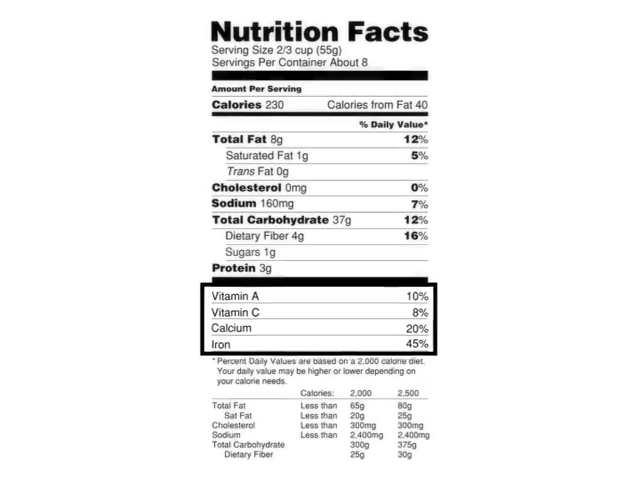 Nutrition Facts
Serving Size 2/3 cup (55g)
Servings Per Container About 8
Amount Per Serving
Calories 230 Calories from Fat 40
% Daily Value*
Total Fat 8g 12%
Saturated Fat 1g 5%
Trans Fat 0g
Cholesterol 0mg 0%
Sodium 160mg 7%
Total Carbohydrate 37g 12%
Dietary Fiber 4g 16%
Sugars 1g
Protein 3g
Vitamin A 10%
Vitamin C 8%
Calcium 20%
Iron 45%
* Percent Daily Values are based on a 2,000 calorie diet.
Your daily value may be higher or lower depending on
your calorie needs.
Calories: 2,000 2,500
Total Fat Less than 65g 80g
Sat Fat Less than 20g 25g
Cholesterol Less than 300mg 300mg
Sodium Less than 2,400mg 2,400mg
Total Carbohydrate 300g 375g
Dietary Fiber 25g 30g